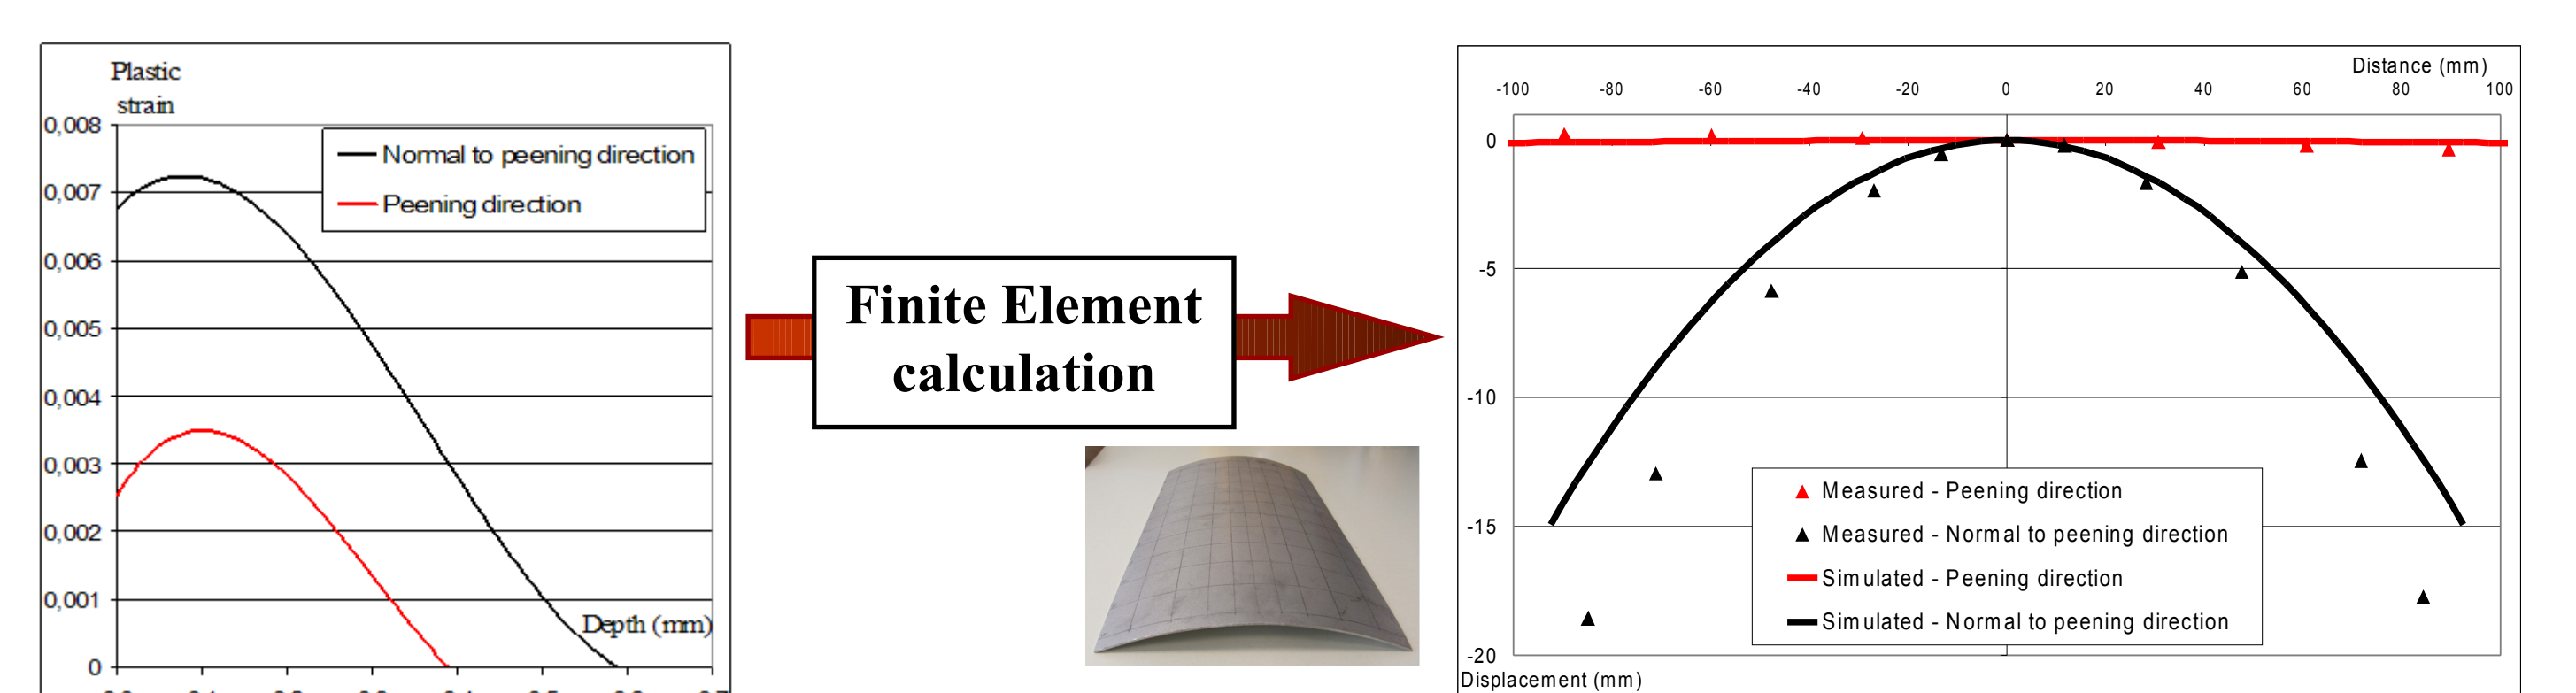 Plastic
strain
0,008
0,007
0,006
0,005
0,004
0,003
0,002
0,001
0
Normal to peening direction
Peening direction
Depth (mm)
Finite Element
calculation
Distance (mm)
-100 -80 -60 -40 -20 0 20 40 60 80 100
0
-5
-10
-15
-20
Measured - Peening direction
Measured - Normal to peening direction
Simulated - Peening direction
Simulated - Normal to peening direction
Displacement (mm)